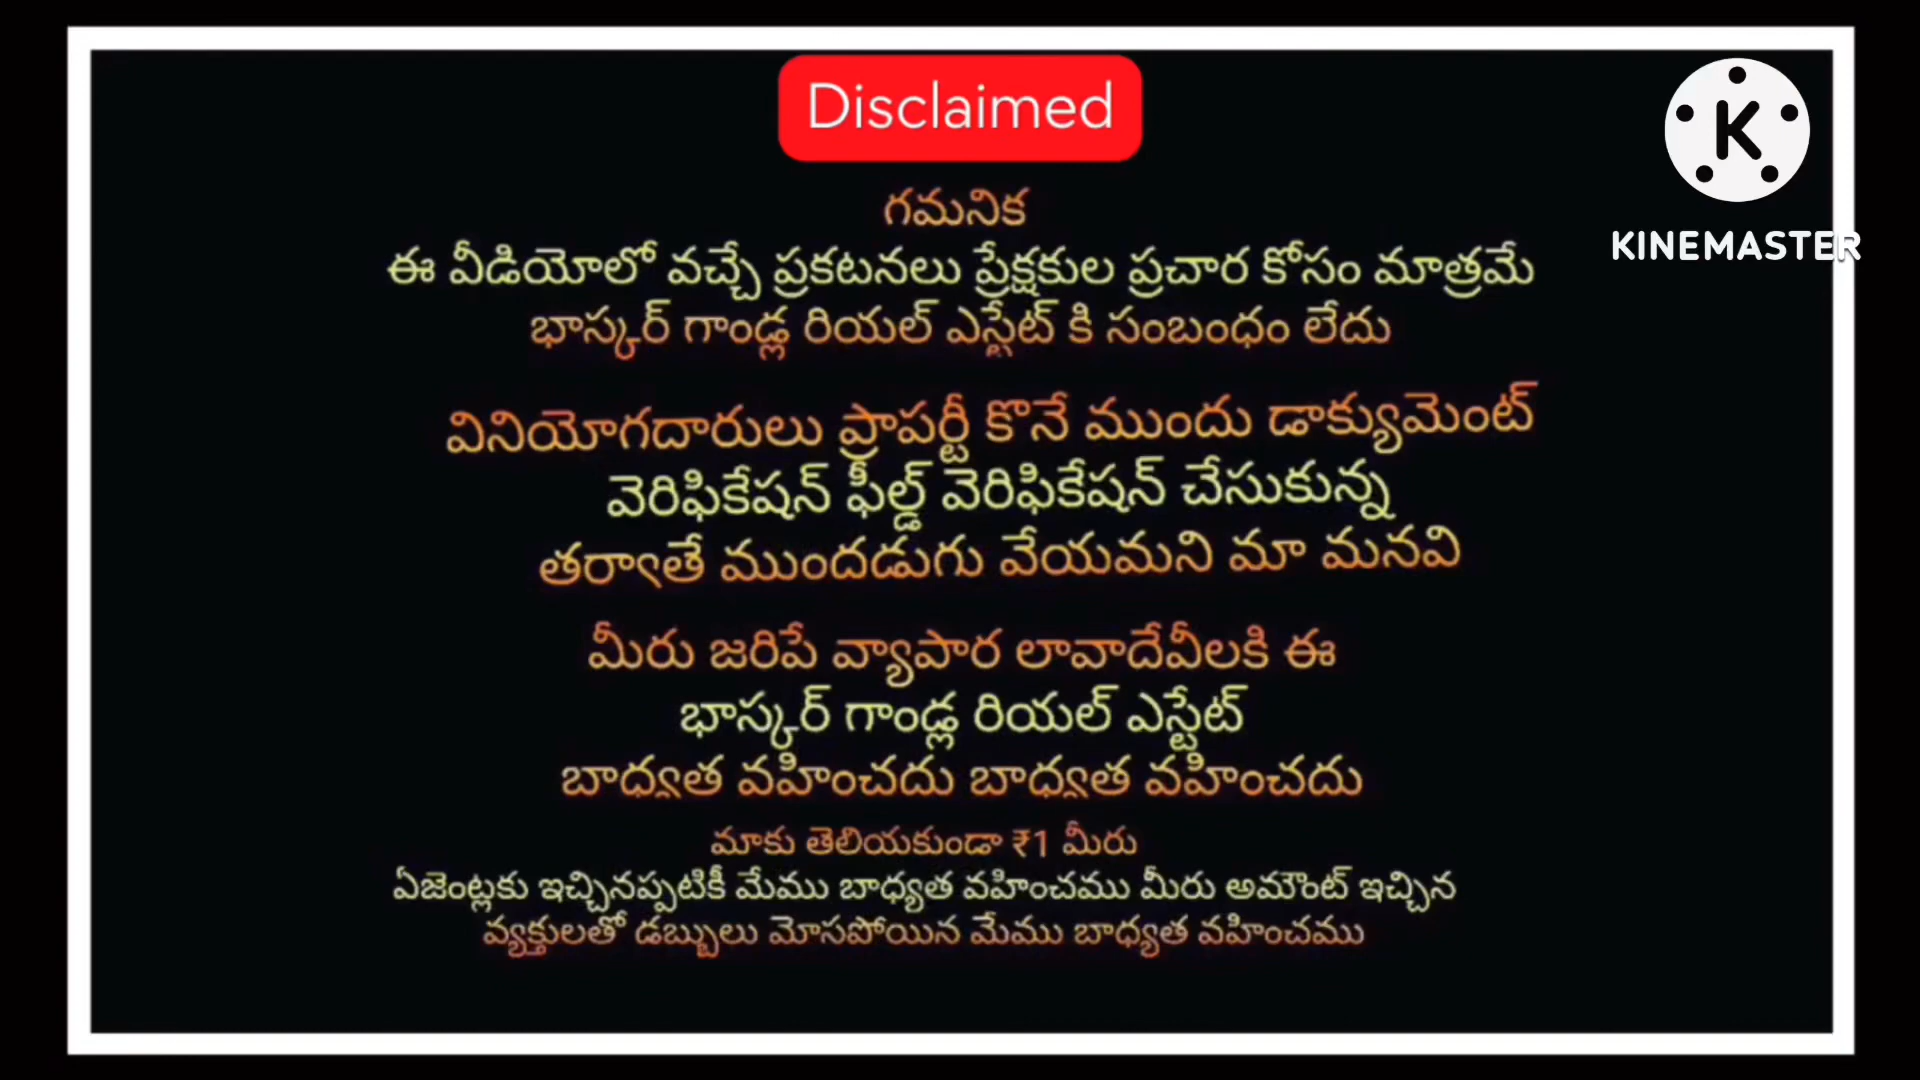 Disclaimed
KINEMASTER
గమనిక
ఈ వీడియోలో వచ్చే ప్రకటనలు ప్రేక్షకుల ప్రచార కోసం మాత్రమే
భాస్కర్ గాండ్ల రియల్ ఎస్టేట్ కి సంబంధం లేదు
వినియోగదారులు ప్రాపర్టీ కొనే ముందు డాక్యుమెంట్
వెరిఫికేషన్ ఫీల్డ్ వెరిఫికేషన్ చేసుకున్న
తర్వాతే ముందడుగు వేయమని మా మనవి
మీరు జరిపే వ్యాపార లావాదేవీలకి ఈ
భాస్కర్ గాండ్ల రియల్ ఎస్టేట్
బాధ్యత వహించదు బాధ్యత వహించదు
మాకు తెలియకుండా ₹1 మీరు
ఏజెంట్లకు ఇచ్చినప్పటికీ మేము బాధ్యత వహించము మీరు అమౌంట్ ఇచ్చిన
వ్యక్తులతో డబ్బులు మోసపోయిన మేము బాధ్యత వహించము